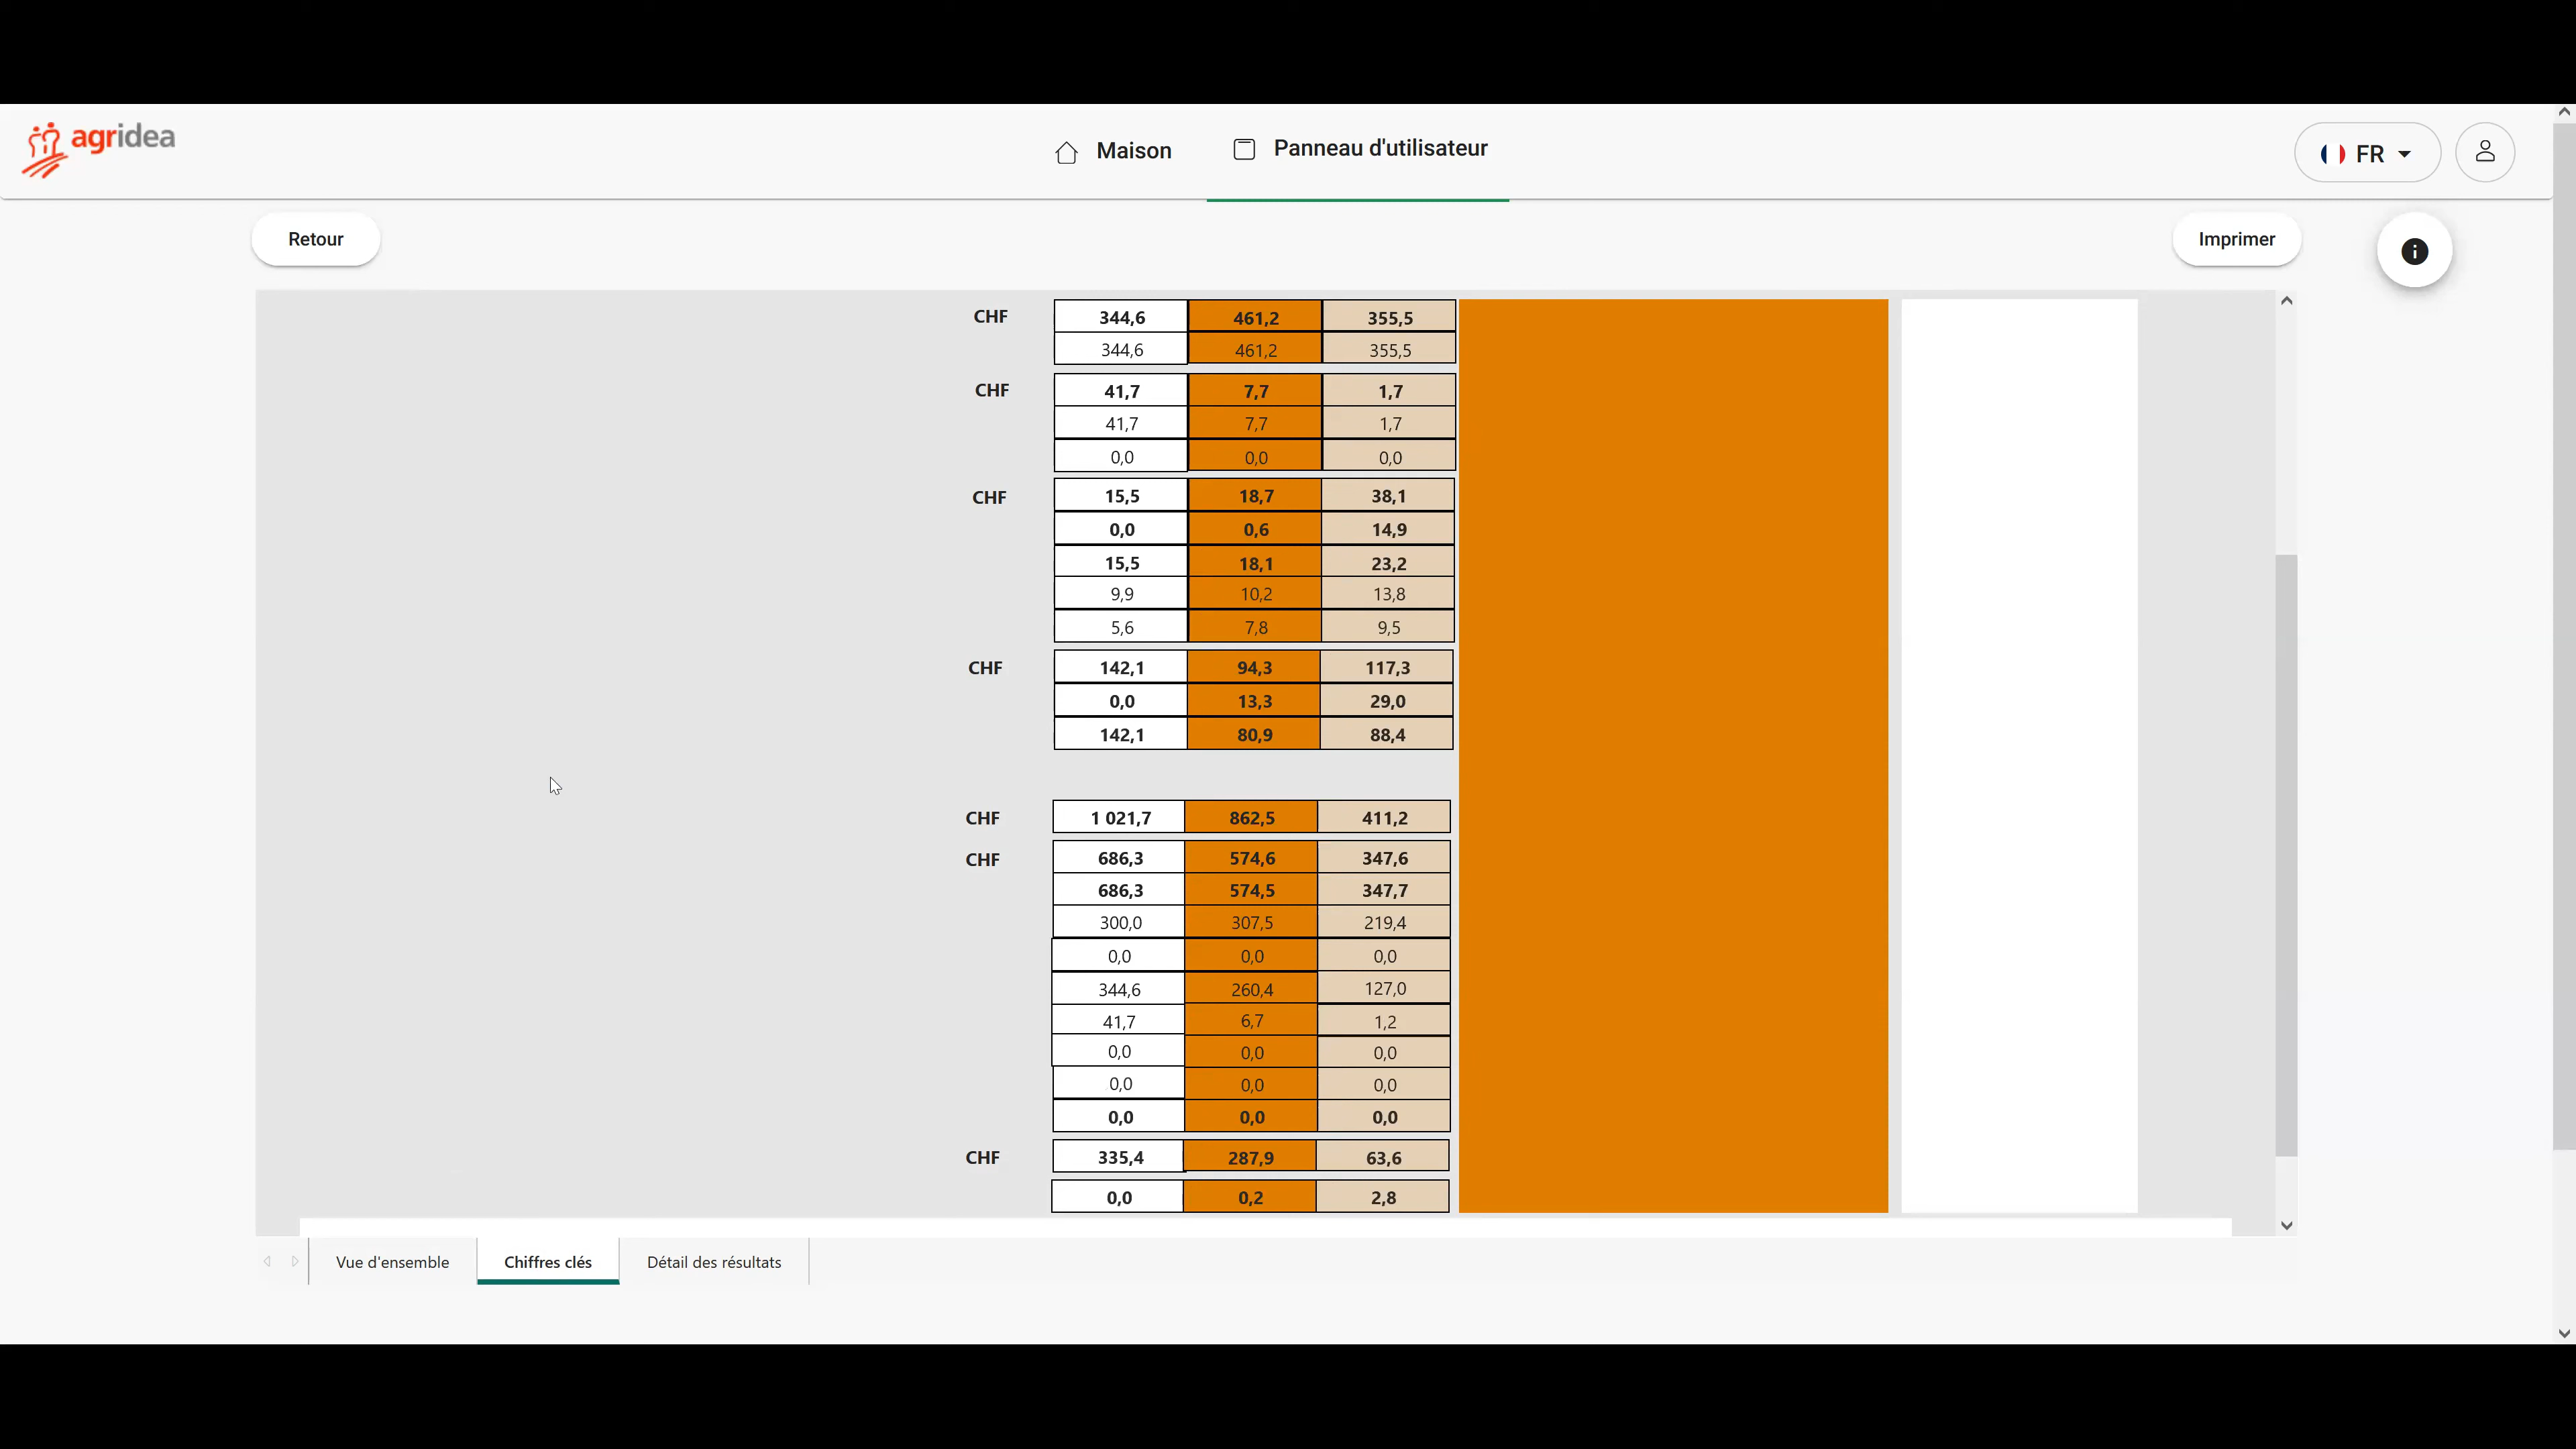 agridea
Maison
Panneau d'utilisateur
FR
Retour
Imprimer
CHF 344,6 461,2 355,5
344,6 461,2 355,5
CHF 41,7 7,7 1,7
41,7 7,7 1,7
0,0 0,0 0,0
CHF 15,5 18,7 38,1
0,0 0,6 14,9
15,5 18,1 23,2
9,9 10,2 13,8
5,6 7,8 9,5
CHF 142,1 94,3 117,3
0,0 13,3 29,0
142,1 80,9 88,4
CHF 1 021,7 862,5 411,2
CHF 686,3 574,6 347,6
686,3 574,5 347,7
300,0 307,5 219,4
0,0 0,0 0,0
344,6 260,4 127,0
41,7 6,7 1,2
0,0 0,0 0,0
0,0 0,0 0,0
0,0 0,0 0,0
CHF 335,4 287,9 63,6
0,0 0,2 2,8
Vue d'ensemble
Chiffres clés
Détail des résultats